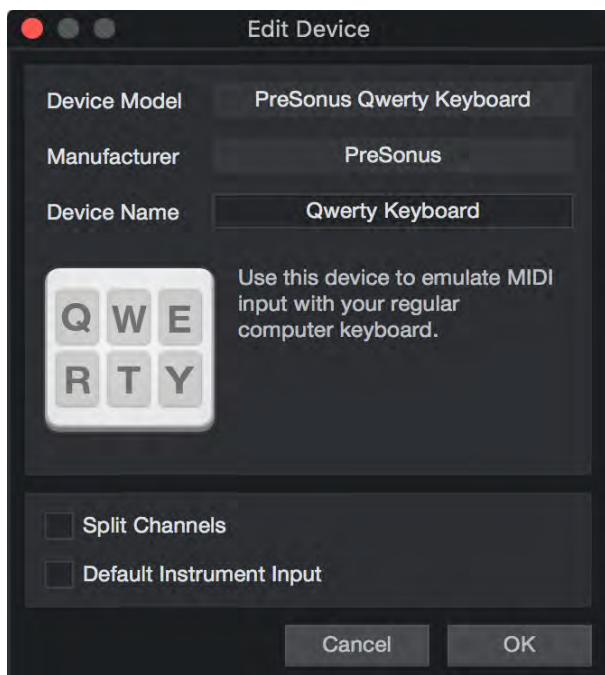 Edit Device
Device Model PreSonus Qwerty Keyboard
Manufacturer PreSonus
Device Name Qwerty Keyboard
Q W E
R T Y
Use this device to emulate MIDI
input with your regular
computer keyboard.
Split Channels
Default Instrument Input
Cancel OK